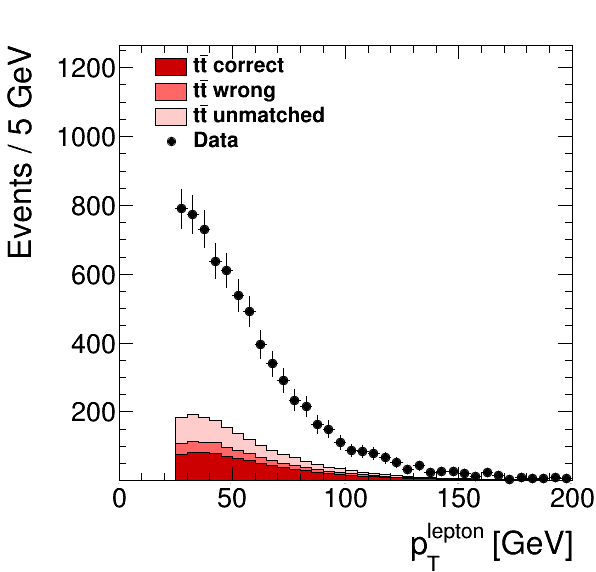 Events / 5 GeV
1200
1000
800
600
400
200
tt̄ correct
tt̄ wrong
tt̄ unmatched
Data
0 50 100 150 200
p_T^lepton [GeV]